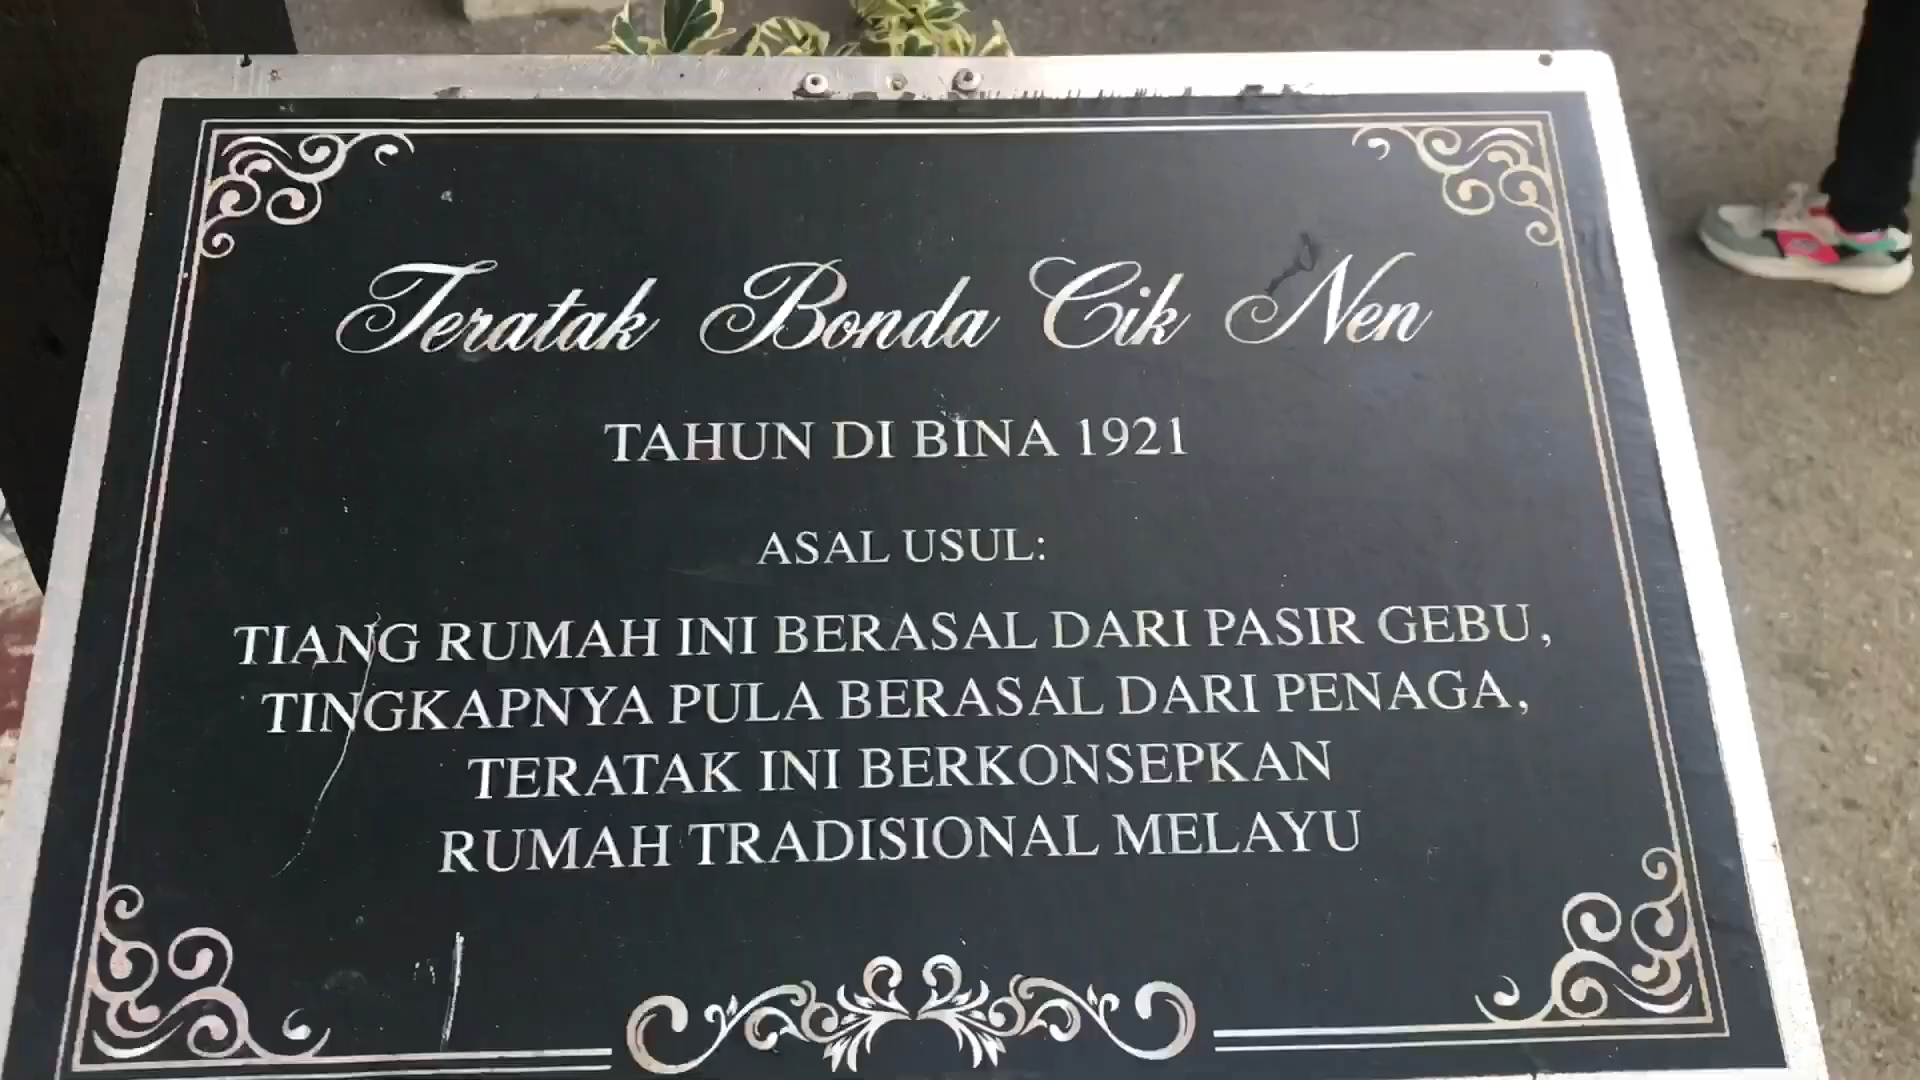 Teratak Bonda Cik Nen
TAHUN DI BINA 1921
ASAL USUL:
TIANG RUMAH INI BERASAL DARI PASIR GEBU,
TINGKAPNYA PULA BERASAL DARI PENAGA,
TERATAK INI BERKONSEPKAN
RUMAH TRADISIONAL MELAYU